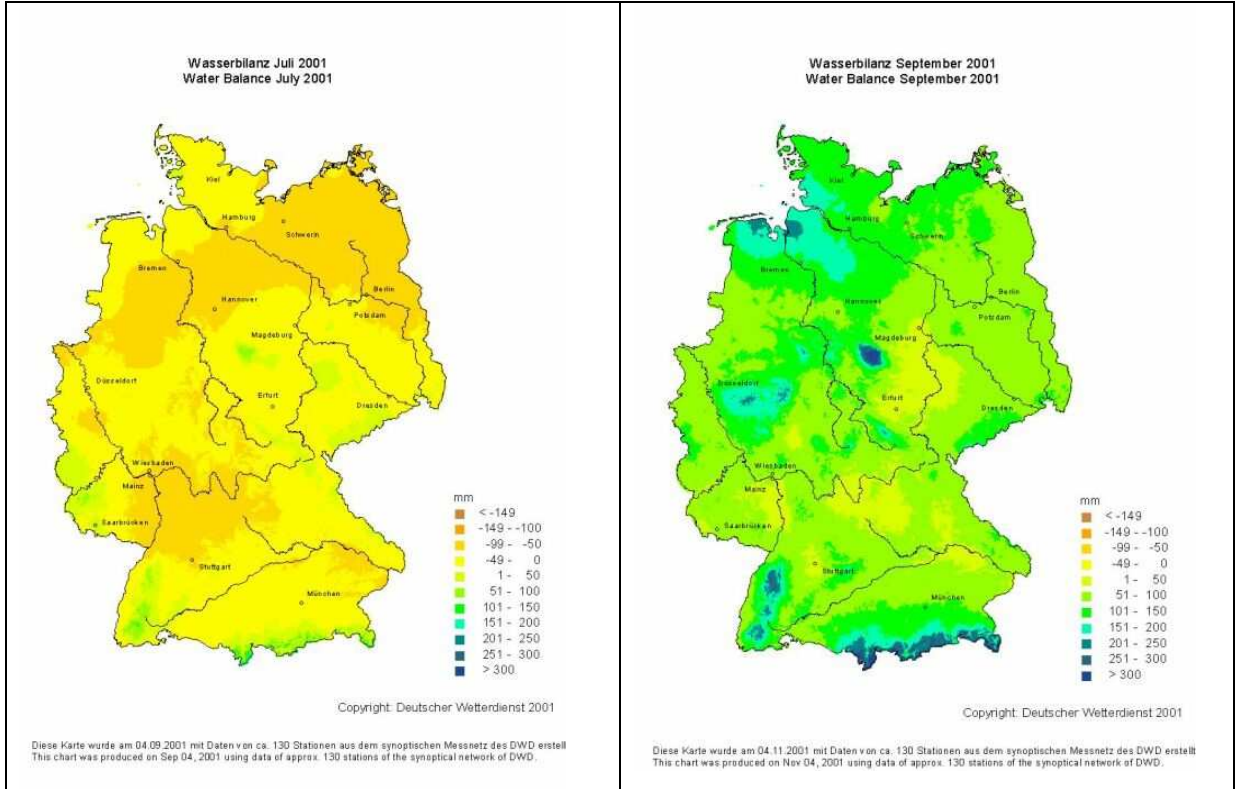 Wasserbilanz Juli 2001
Water Balance July 2001
Kiel
Hamburg
Schwerin
Bremen
Berlin
Hannover
Potsdam
Magdeburg
Düsseldorf
Erfurt
Dresden
Wiesbaden
Mainz
Saarbrücken
Stuttgart
München
mm
< -149
-149 - -100
-99 - -50
-49 - 0
1 - 50
51 - 100
101 - 150
151 - 200
201 - 250
251 - 300
> 300
Copyright: Deutscher Wetterdienst 2001
Diese Karte wurde am 04.09.2001 mit Daten von ca. 130 Stationen aus dem synoptischen Messnetz des DWD erstell
This chart was produced on Sep 04, 2001 using data of approx. 130 stations of the synoptical network of DWD.
Wasserbilanz September 2001
Water Balance September 2001
Kiel
Hamburg
Schwerin
Bremen
Berlin
Hannover
Potsdam
Magdeburg
Düsseldorf
Erfurt
Dresden
Wiesbaden
Mainz
Saarbrücken
Stuttgart
München
mm
< -149
-149 - -100
-99 - -50
-49 - 0
1 - 50
51 - 100
101 - 150
151 - 200
201 - 250
251 - 300
> 300
Copyright: Deutscher Wetterdienst 2001
Diese Karte wurde am 04.11.2001 mit Daten von ca. 130 Stationen aus dem synoptischen Messnetz des DWD erstellt
This chart was produced on Nov 04, 2001 using data of approx. 130 stations of the synoptical network of DWD.